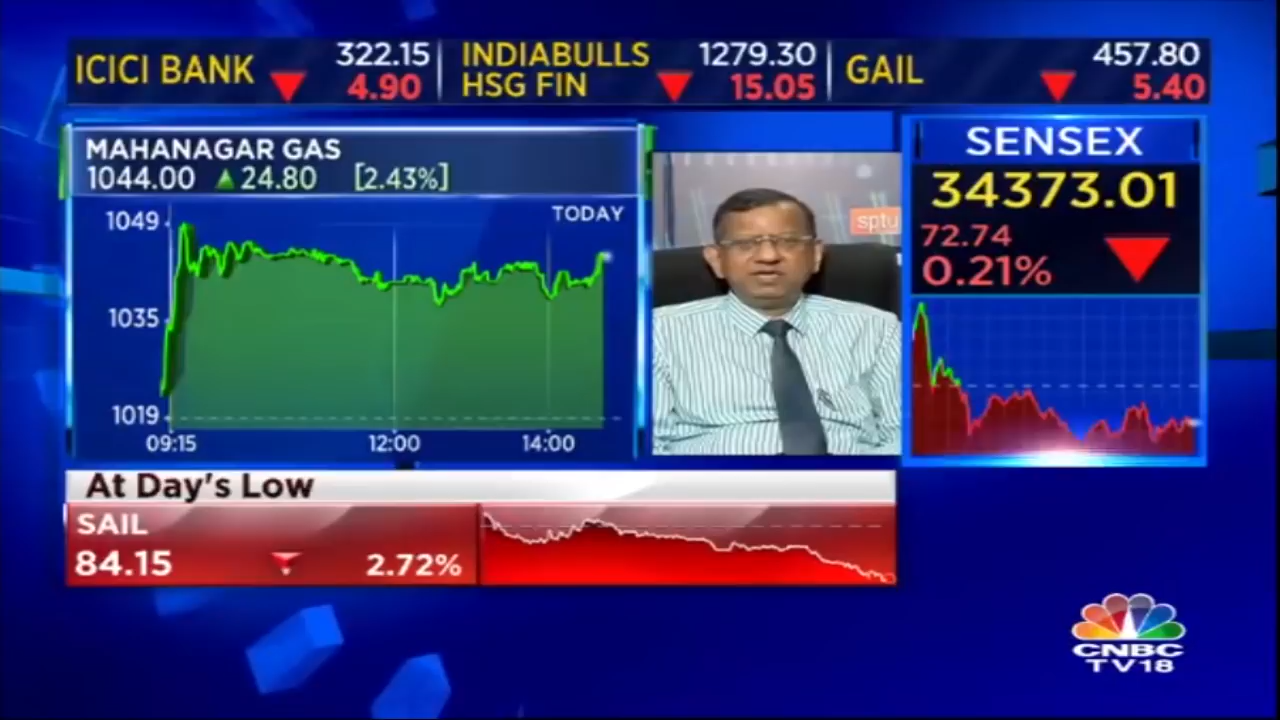 ICICI BANK
322.15
4.90
INDIABULLS
HSG FIN
1279.30
15.05
GAIL
457.80
5.40
MAHANAGAR GAS
1044.00 24.80 [2.43%]
TODAY
1049
1035
1019
09:15 12:00 14:00
sptu
SENSEX
34373.01
72.74
0.21%
At Day's Low
SAIL
84.15 2.72%
CNBC
TV18